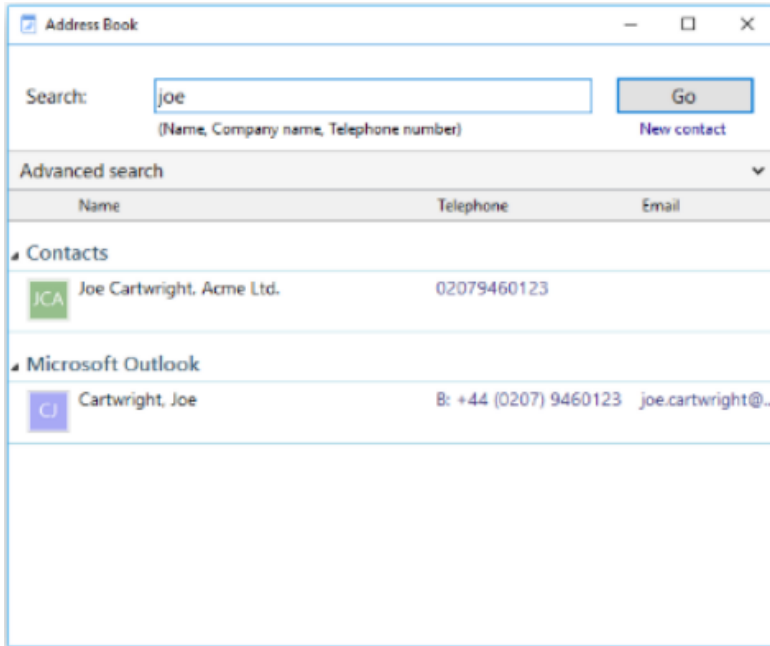 Address Book
Search: joe Go
(Name, Company name, Telephone number) New contact
Advanced search
Name Telephone Email
Contacts
JCA Joe Cartwright, Acme Ltd. 02079460123
Microsoft Outlook
CJ Cartwright, Joe B: +44 (0207) 9460123 joe.cartwright@...